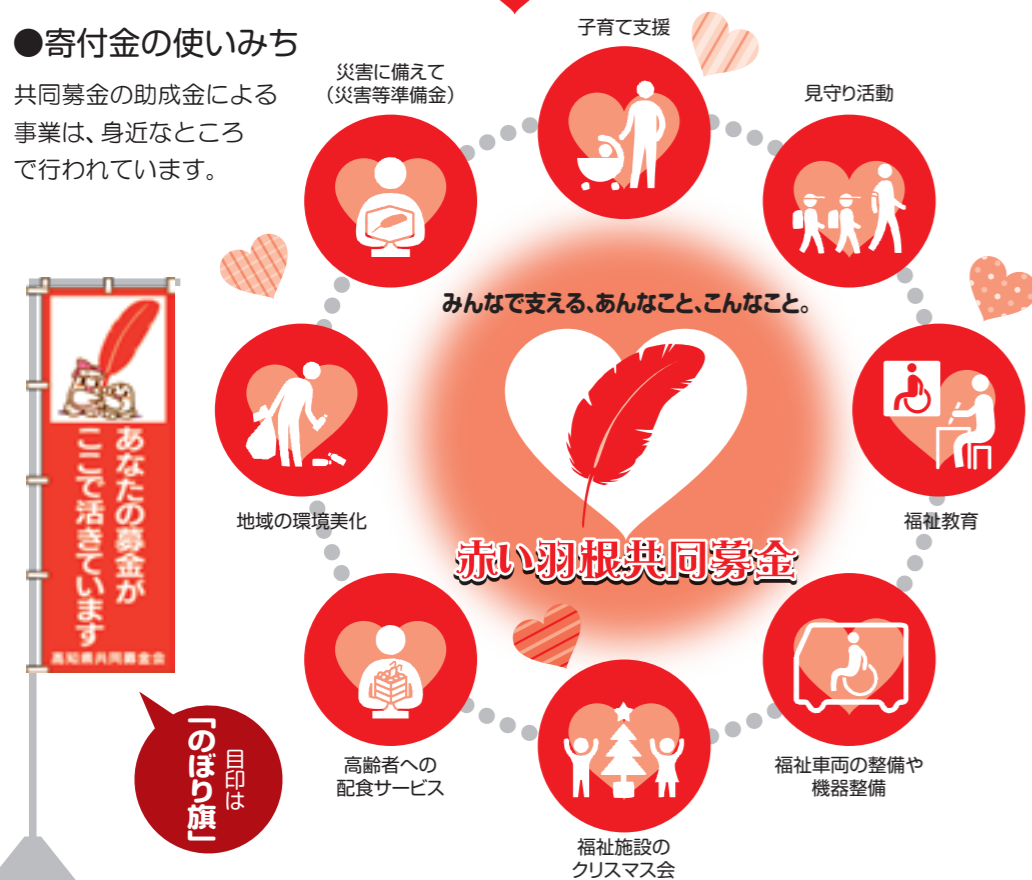 ●寄付金の使いみち
共同募金の助成金による
事業は、身近なところ
で行われています。
子育て支援
災害に備えて
（災害等準備金）
見守り活動
みんなで支える、あんなこと、こんなこと。
地域の環境美化
福祉教育
赤い羽根共同募金
高齢者への
配食サービス
福祉車両の整備や
機器整備
福祉施設の
クリスマス会
あなたの募金が
ここで活きています
高知県共同募金会
目印は
「のぼり旗」